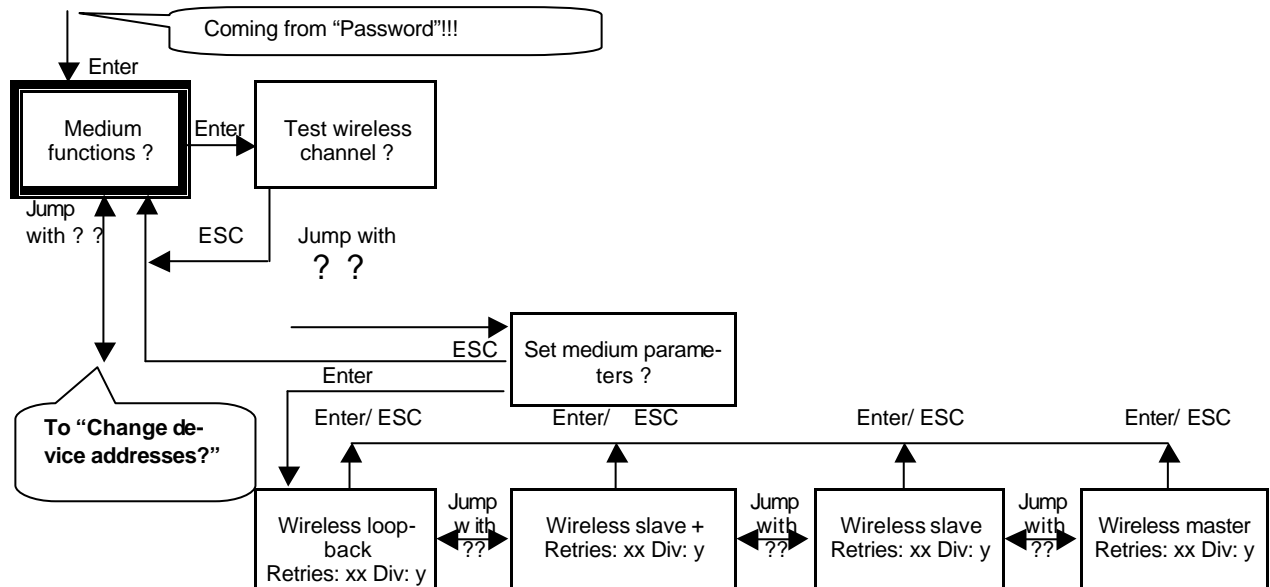 Coming from “Password”!!!
Enter
Medium
functions ?
Enter
Test wireless
channel ?
Jump
with ? ?
ESC
Jump with
? ?
ESC
Set medium parame-
ters ?
Enter
To “Change de-
vice addresses?”
Enter/ ESC
Enter/ ESC
Enter/ ESC
Enter/ ESC
Wireless loop-
back
Retries: xx Div: y
Jump
w ith
??
Wireless slave +
Retries: xx Div: y
Jump
with
??
Wireless slave
Retries: xx Div: y
Jump
with
??
Wireless master
Retries: xx Div: y